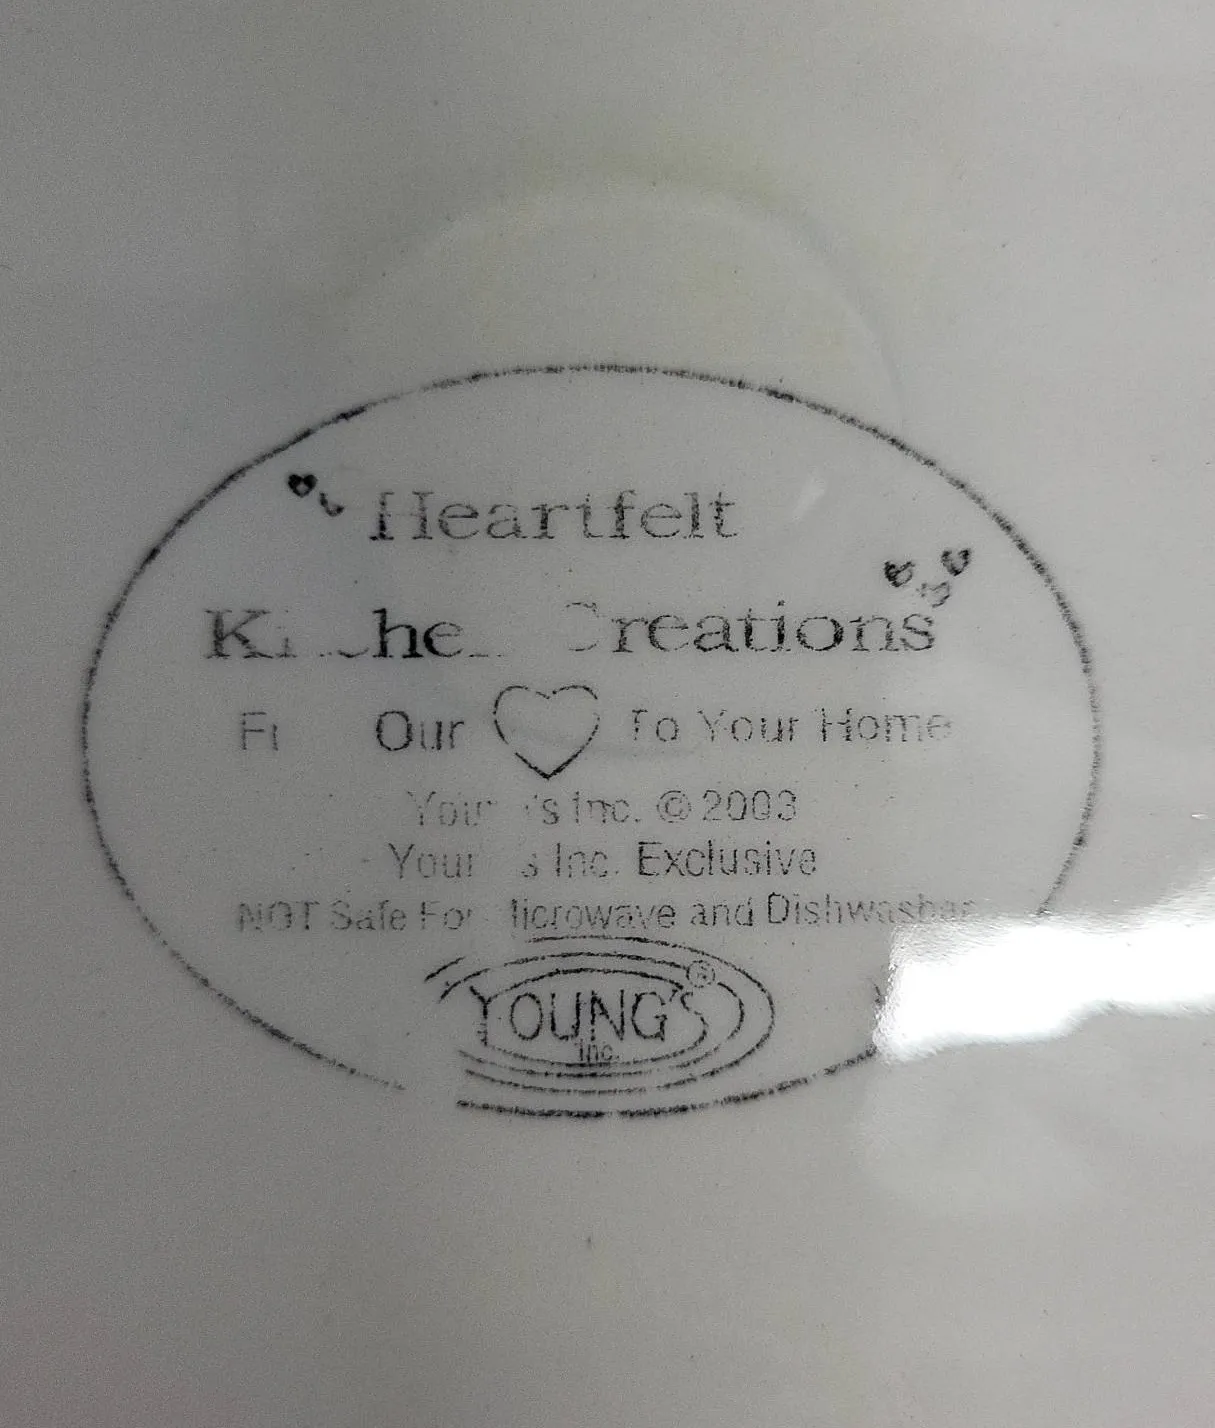 Heartfelt
Kitchen Creations
Our To Your Home
Young's Inc. © 2003
Young's Inc. Exclusive
NOT Safe For Microwave and Dishwasher
YOUNG'S ®
Inc.